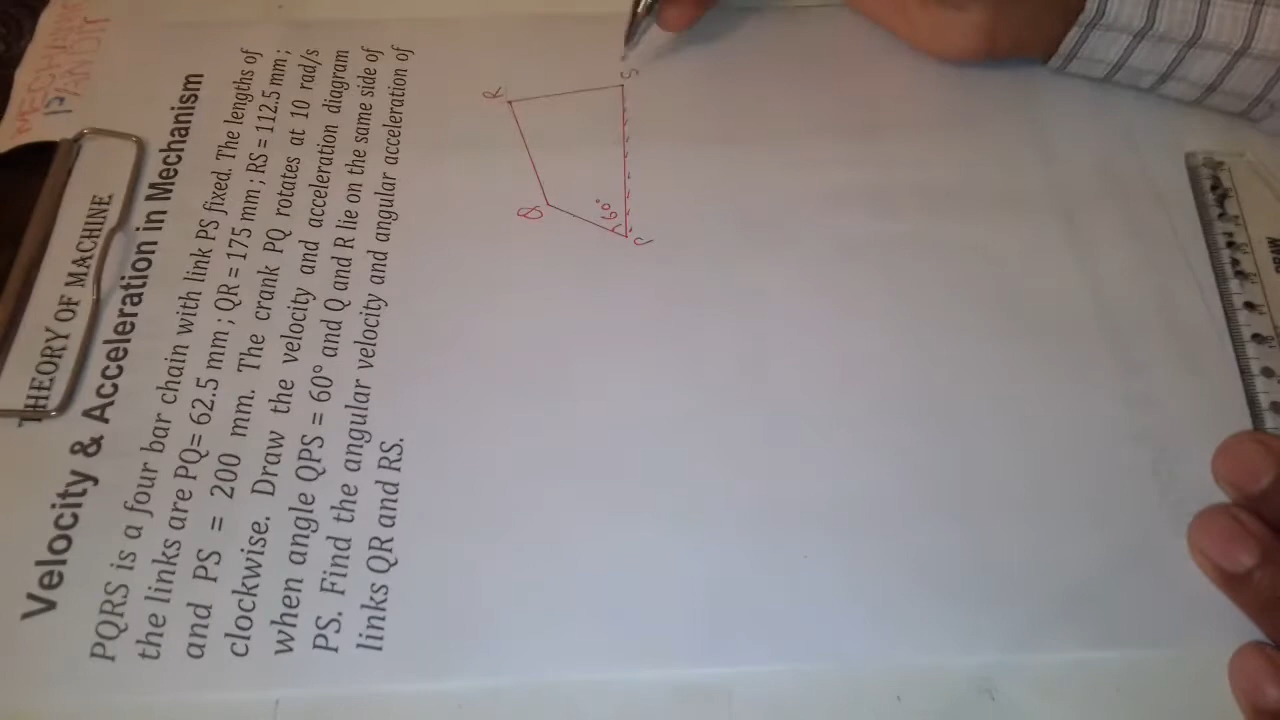 MECHANIC
PANDIT
THEORY OF MACHINE
Velocity & Acceleration in Mechanism
PQRS is a four bar chain with link PS fixed. The lengths of
the links are PQ= 62.5 mm ; QR = 175 mm ; RS = 112.5 mm ;
and PS = 200 mm. The crank PQ rotates at 10 rad/s
clockwise. Draw the velocity and acceleration diagram
when angle QPS = 60° and Q and R lie on the same side of
PS. Find the angular velocity and angular acceleration of
links QR and RS.
R
S
Q
60°
P